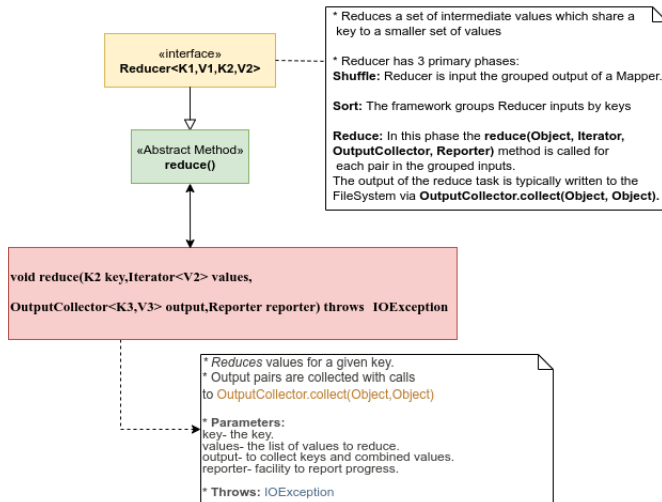 «interface»
Reducer<K1,V1,K2,V2>
* Reduces a set of intermediate values which share a
key to a smaller set of values
* Reducer has 3 primary phases:
Shuffle: Reducer is input the grouped output of a Mapper.
Sort: The framework groups Reducer inputs by keys
Reduce: In this phase the reduce(Object, Iterator,
OutputCollector, Reporter) method is called for
each pair in the grouped inputs.
The output of the reduce task is typically written to the
FileSystem via OutputCollector.collect(Object, Object).
«Abstract Method»
reduce()
void reduce(K2 key,Iterator<V2> values,
OutputCollector<K3,V3> output,Reporter reporter) throws IOException
* Reduces values for a given key.
* Output pairs are collected with calls
to OutputCollector.collect(Object,Object)
* Parameters:
key- the key.
values- the list of values to reduce.
output- to collect keys and combined values.
reporter- facility to report progress.
* Throws: IOException